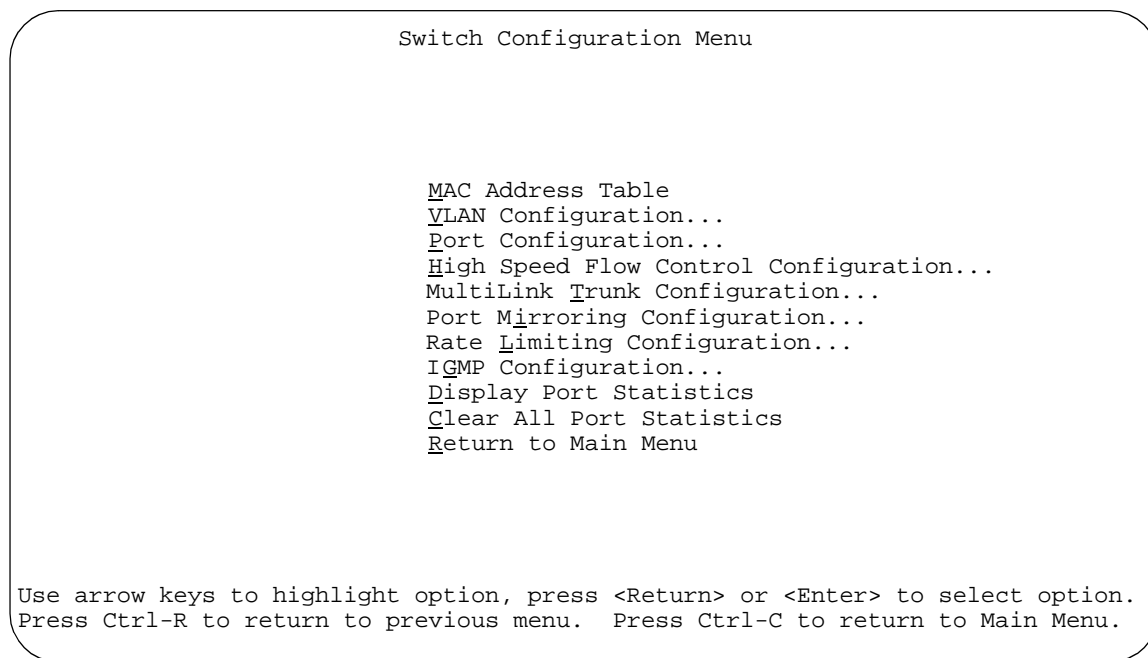 Switch Configuration Menu
MAC Address Table
VLAN Configuration...
Port Configuration...
High Speed Flow Control Configuration...
MultiLink Trunk Configuration...
Port Mirroring Configuration...
Rate Limiting Configuration...
IGMP Configuration...
Display Port Statistics
Clear All Port Statistics
Return to Main Menu
Use arrow keys to highlight option, press <Return> or <Enter> to select option.
Press Ctrl-R to return to previous menu.  Press Ctrl-C to return to Main Menu.